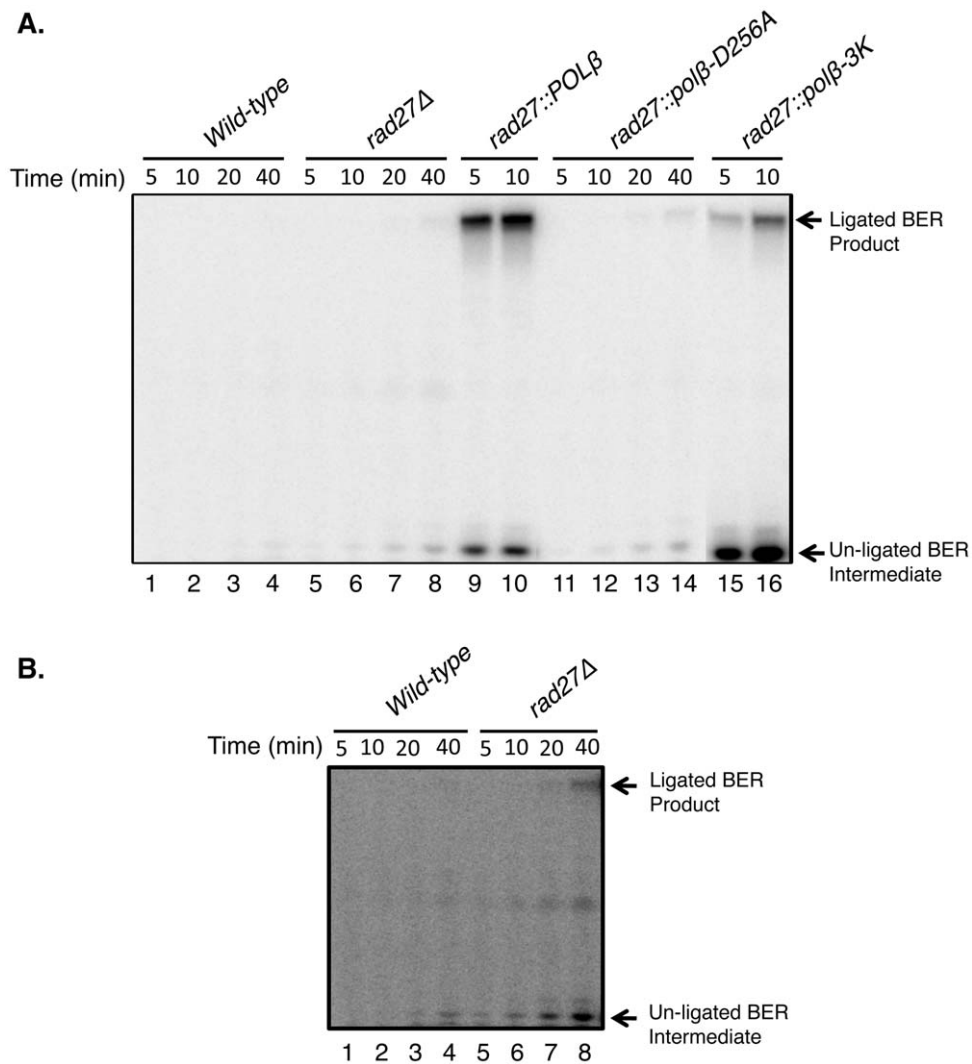 A.
Wild-type rad27Δ rad27::POLβ rad27::polβ-D256A rad27::polβ-3K
Time (min) 5 10 20 40 5 10 20 40 5 10 5 10 20 40 5 10
Ligated BER
Product
Un-ligated BER
Intermediate
1 2 3 4 5 6 7 8 9 10 11 12 13 14 15 16
B.
Wild-type rad27Δ
Time (min) 5 10 20 40 5 10 20 40
Ligated BER
Product
Un-ligated BER
Intermediate
1 2 3 4 5 6 7 8